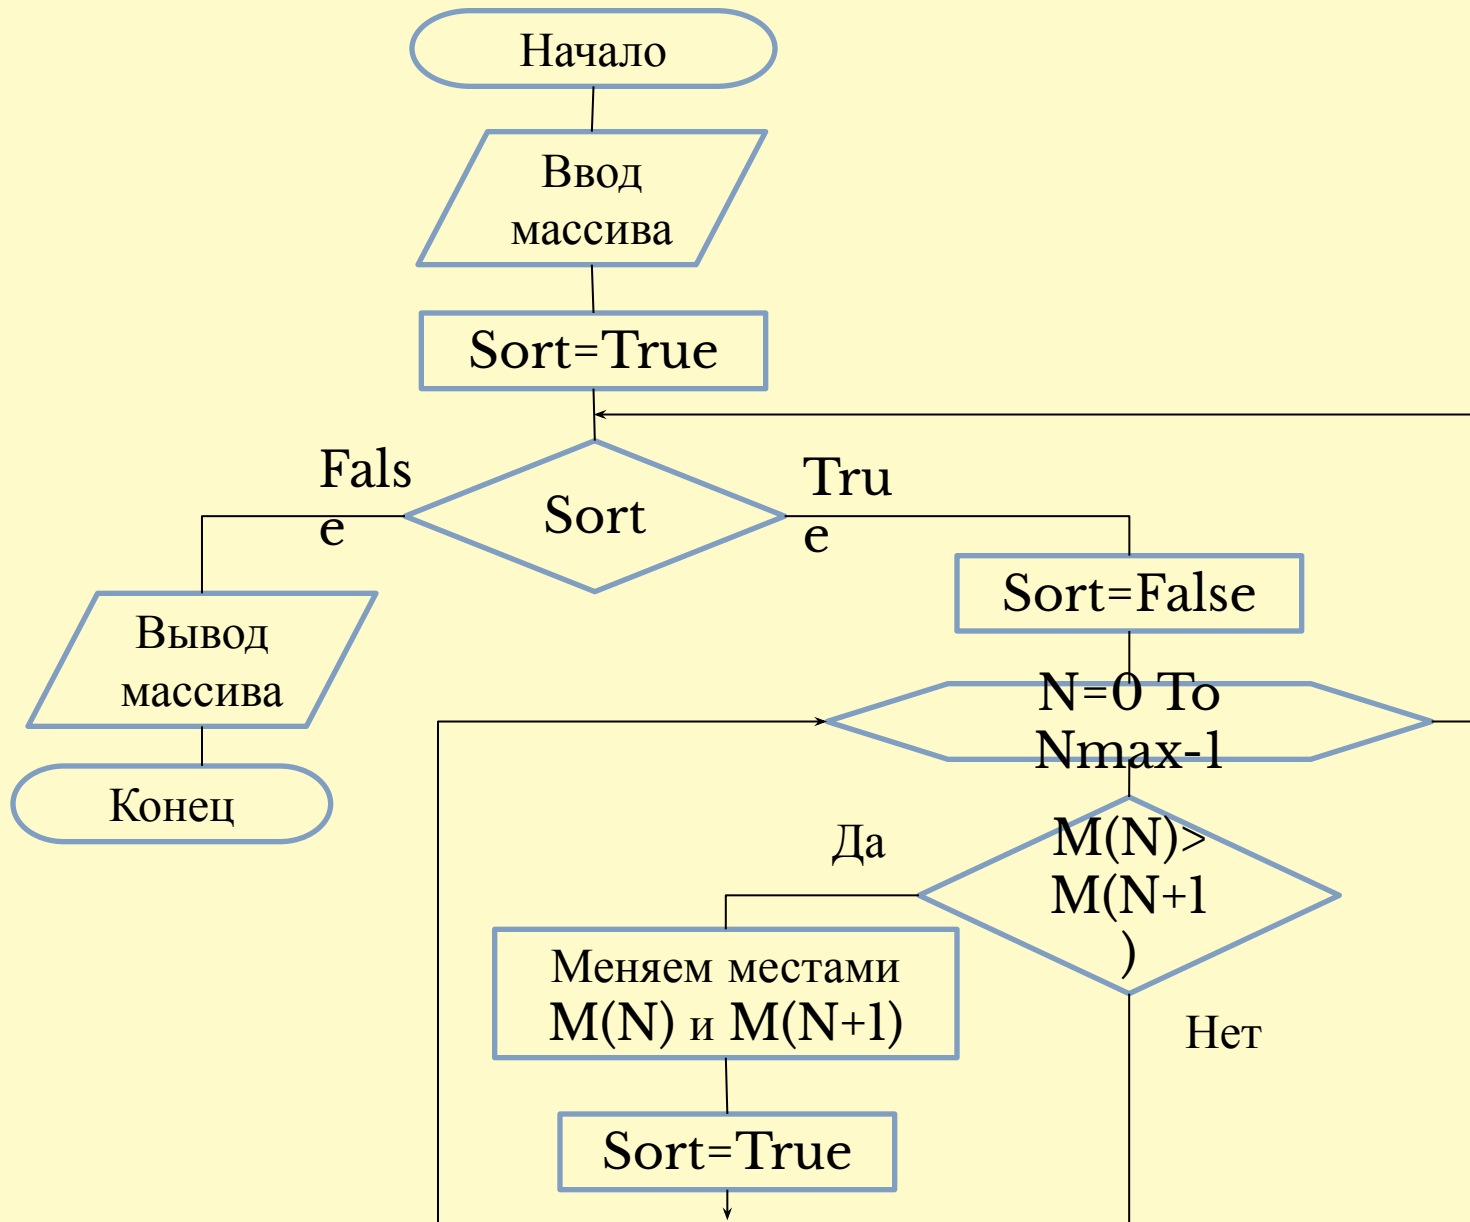 Начало
Ввод
массива
Sort=True
Fals
e
Sort
Tru
e
Sort=False
Вывод
массива
N=0 To
Nmax-1
Конец
Да
M(N)>
M(N+1
)
Меняем местами
M(N) и M(N+1)
Нет
Sort=True